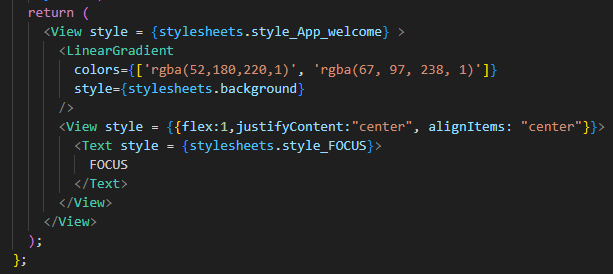 return (
<View style = {stylesheets.style_App_welcome} >
<LinearGradient
colors={['rgba(52,180,220,1)', 'rgba(67, 97, 238, 1)']}
style={stylesheets.background}
/>
<View style = {{flex:1,justifyContent:"center", alignItems: "center"}}>
<Text style = {stylesheets.style_FOCUS}>
FOCUS
</Text>
</View>
</View>
);
};